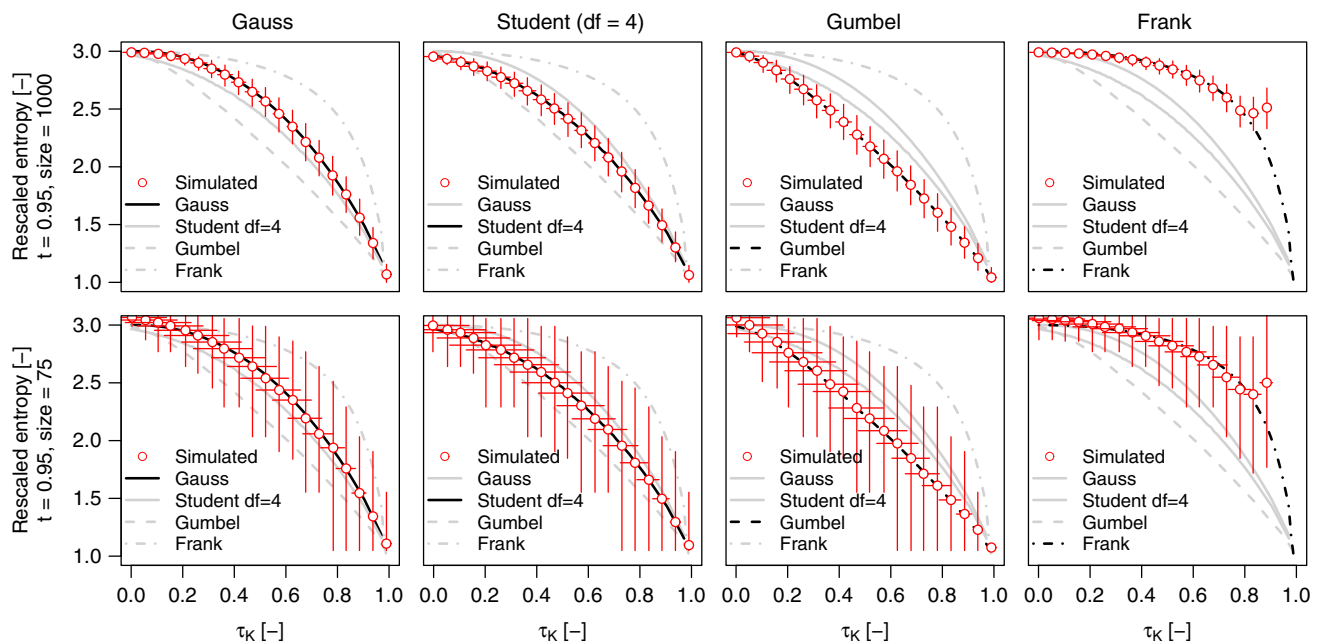 Gauss
Student (df = 4)
Gumbel
Frank
Rescaled entropy [–]
t = 0.95, size = 1000
3.0
2.5
2.0
1.5
1.0
Simulated
Gauss
Student df=4
Gumbel
Frank
Simulated
Gauss
Student df=4
Gumbel
Frank
Simulated
Gauss
Student df=4
Gumbel
Frank
Simulated
Gauss
Student df=4
Gumbel
Frank
Rescaled entropy [–]
t = 0.95, size = 75
3.0
2.5
2.0
1.5
1.0
Simulated
Gauss
Student df=4
Gumbel
Frank
Simulated
Gauss
Student df=4
Gumbel
Frank
Simulated
Gauss
Student df=4
Gumbel
Frank
Simulated
Gauss
Student df=4
Gumbel
Frank
0.0 0.2 0.4 0.6 0.8 1.0
0.0 0.2 0.4 0.6 0.8 1.0
0.0 0.2 0.4 0.6 0.8 1.0
0.0 0.2 0.4 0.6 0.8 1.0
τK [–]
τK [–]
τK [–]
τK [–]